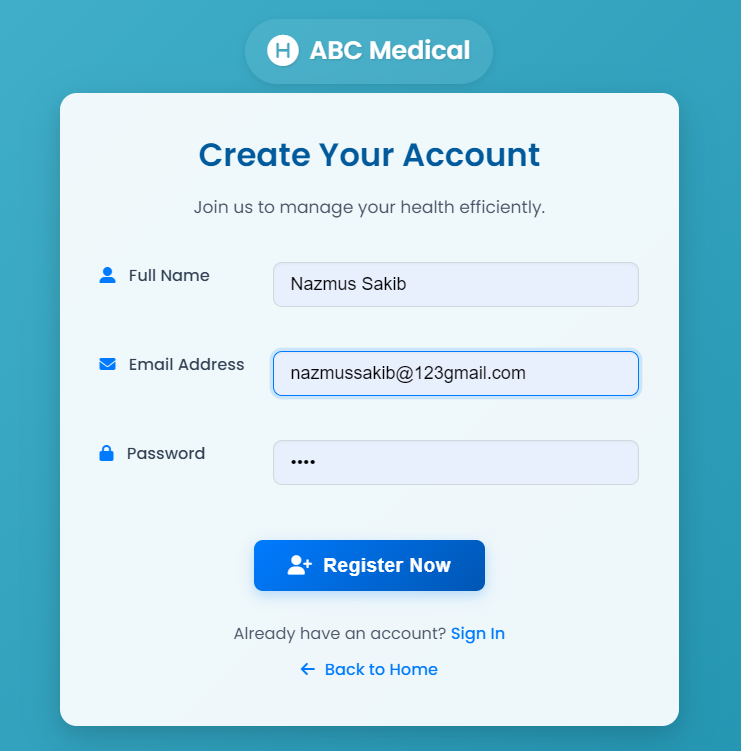 ABC Medical
Create Your Account
Join us to manage your health efficiently.
Full Name
Nazmus Sakib
Email Address
nazmussakib@123gmail.com
Password
••••
Register Now
Already have an account? Sign In
Back to Home